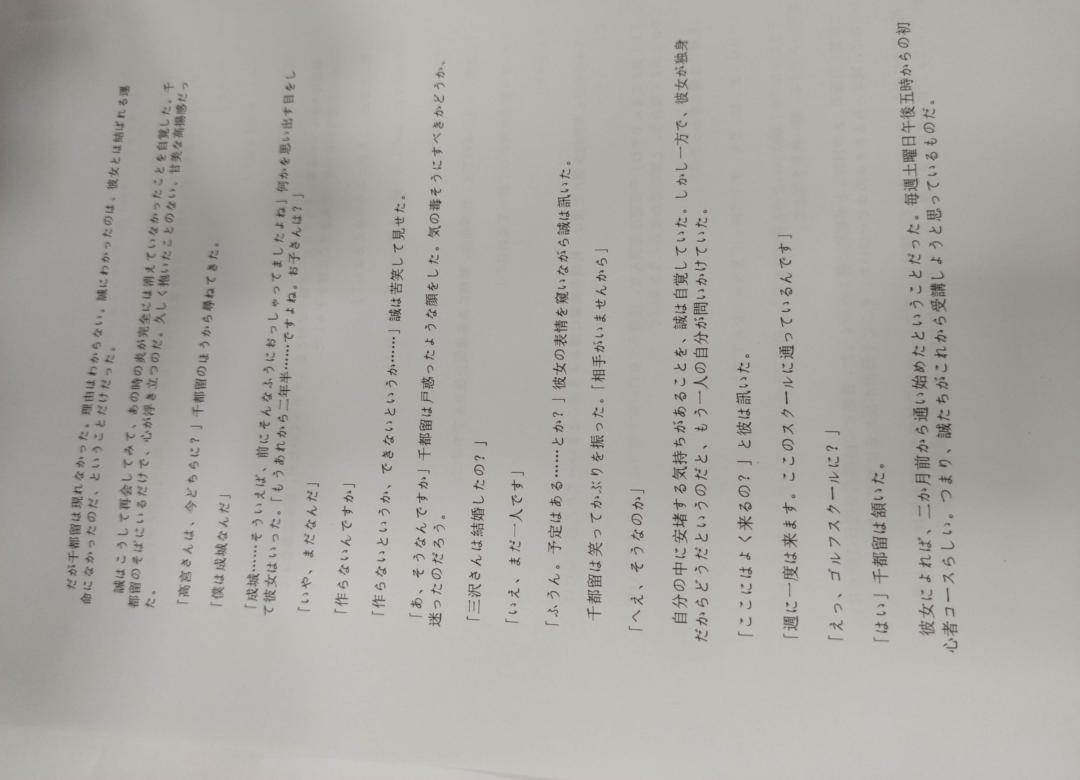 だが千都留は現れなかった。理由はわからない。誠にわかったのは、彼女とは結ばれる運
命になかったのだ、ということだけだった。
誠はこうして再会してみて、あの時の炎が完全には消えていなかったことを自覚した。千
都留のそばにいるだけで、心が浮き立つのだ。久しく抱いたことのない、甘美な高揚感だっ
た。
「高宮さんは、今どちらに？」千都留のほうから尋ねてきた。
「僕は成城なんだ」
「成城……そういえば、前にそんなふうにおっしゃってましたよね」何かを思い出す目をし
て彼女はいった。「もうあれから二年半……ですよね。お子さんは？」
「いや、まだなんだ」
「作らないんですか」
「作らないというか、できないというか……」誠は苦笑して見せた。
「あ、そうなんですか」千都留は戸惑ったような顔をした。気の毒そうにすべきかどうか、
迷ったのだろう。
「三沢さんは結婚したの？」
「いえ、まだ一人です」
「ふうん。予定はある……とか？」彼女の表情を窺いながら誠は訊いた。
千都留は笑ってかぶりを振った。「相手がいませんから」
「へえ、そうなのか」
自分の中に安堵する気持ちがあることを、誠は自覚していた。しかし一方で、彼女が独身
だからどうだというのだと、もう一人の自分が問いかけていた。
「ここにはよく来るの？」と彼は訊いた。
「週に一度は来ます。ここのスクールに通っているんです」
「えっ、ゴルフスクールに？」
「はい」千都留は頷いた。
彼女によれば、二か月前から通い始めたということだった。毎週土曜日午後五時からの初
心者コースらしい。つまり、誠たちがこれから受講しようと思っているものだ。